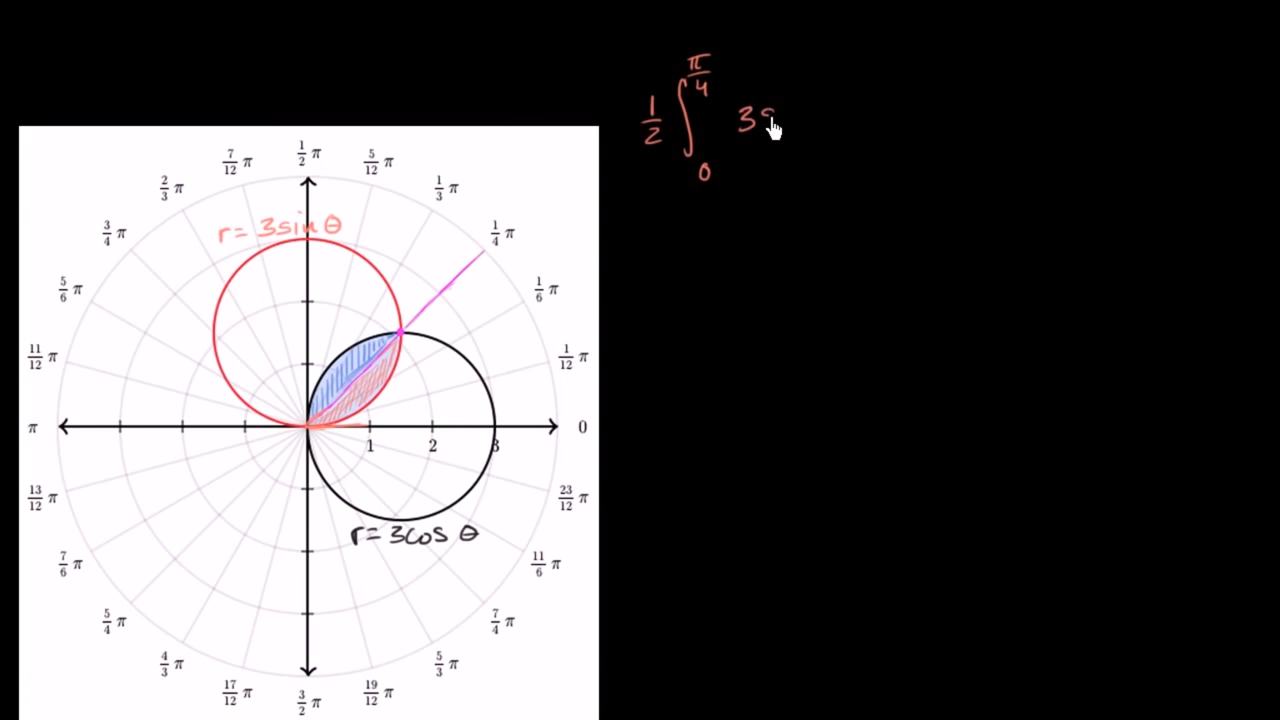 π/4
1/2 ∫ 3
0
1/2 π
7/12 π 5/12 π
2/3 π 1/3 π
r = 3sin θ
3/4 π 1/4 π
5/6 π 1/6 π
11/12 π 1/12 π
π 0
1 2 3
13/12 π 23/12 π
r = 3cos θ
7/6 π 11/6 π
5/4 π 7/4 π
4/3 π 5/3 π
17/12 π 19/12 π
3/2 π